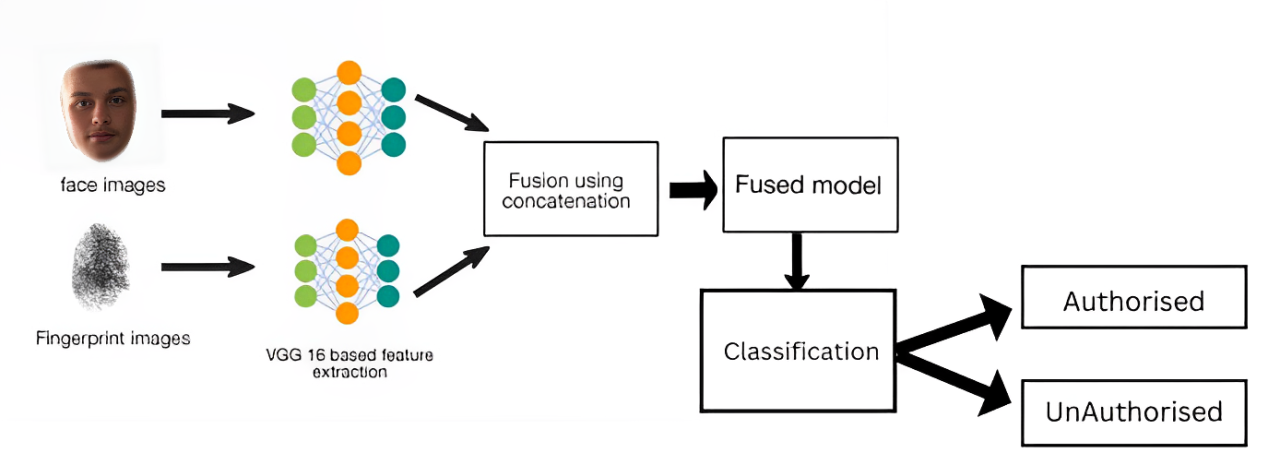 face images
Fingerprint images
VGG 16 based feature
extraction
Fusion using
concatenation
Fused model
Classification
Authorised
UnAuthorised